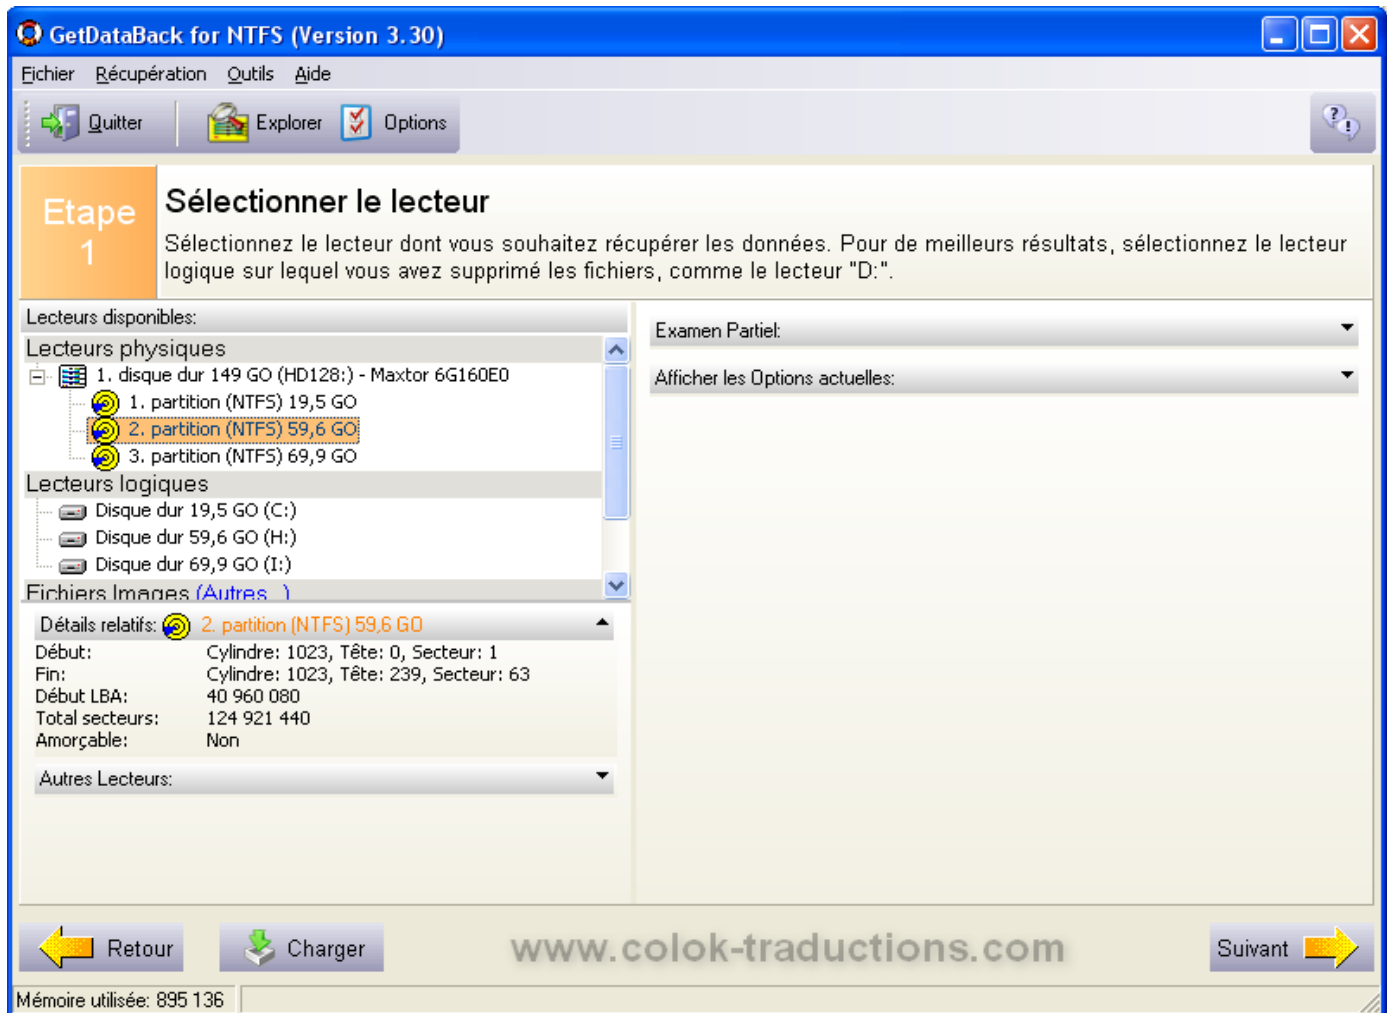 GetDataBack for NTFS (Version 3.30)
Fichier Récupération Outils Aide
Quitter Explorer Options
Etape
1
Sélectionner le lecteur
Sélectionnez le lecteur dont vous souhaitez récupérer les données. Pour de meilleurs résultats, sélectionnez le lecteur
logique sur lequel vous avez supprimé les fichiers, comme le lecteur "D:".
Lecteurs disponibles:
Lecteurs physiques
1. disque dur 149 GO (HD128:) - Maxtor 6G160E0
1. partition (NTFS) 19,5 GO
2. partition (NTFS) 59,6 GO
3. partition (NTFS) 69,9 GO
Lecteurs logiques
Disque dur 19,5 GO (C:)
Disque dur 59,6 GO (H:)
Disque dur 69,9 GO (I:)
Fichiers Images (Autres...)
Détails relatifs: 2. partition (NTFS) 59,6 GO
Début: Cylindre: 1023, Tête: 0, Secteur: 1
Fin: Cylindre: 1023, Tête: 239, Secteur: 63
Début LBA: 40 960 080
Total secteurs: 124 921 440
Amorçable: Non
Autres Lecteurs:
Examen Partiel:
Afficher les Options actuelles:
Retour Charger www.colok-traductions.com Suivant
Mémoire utilisée: 895 136